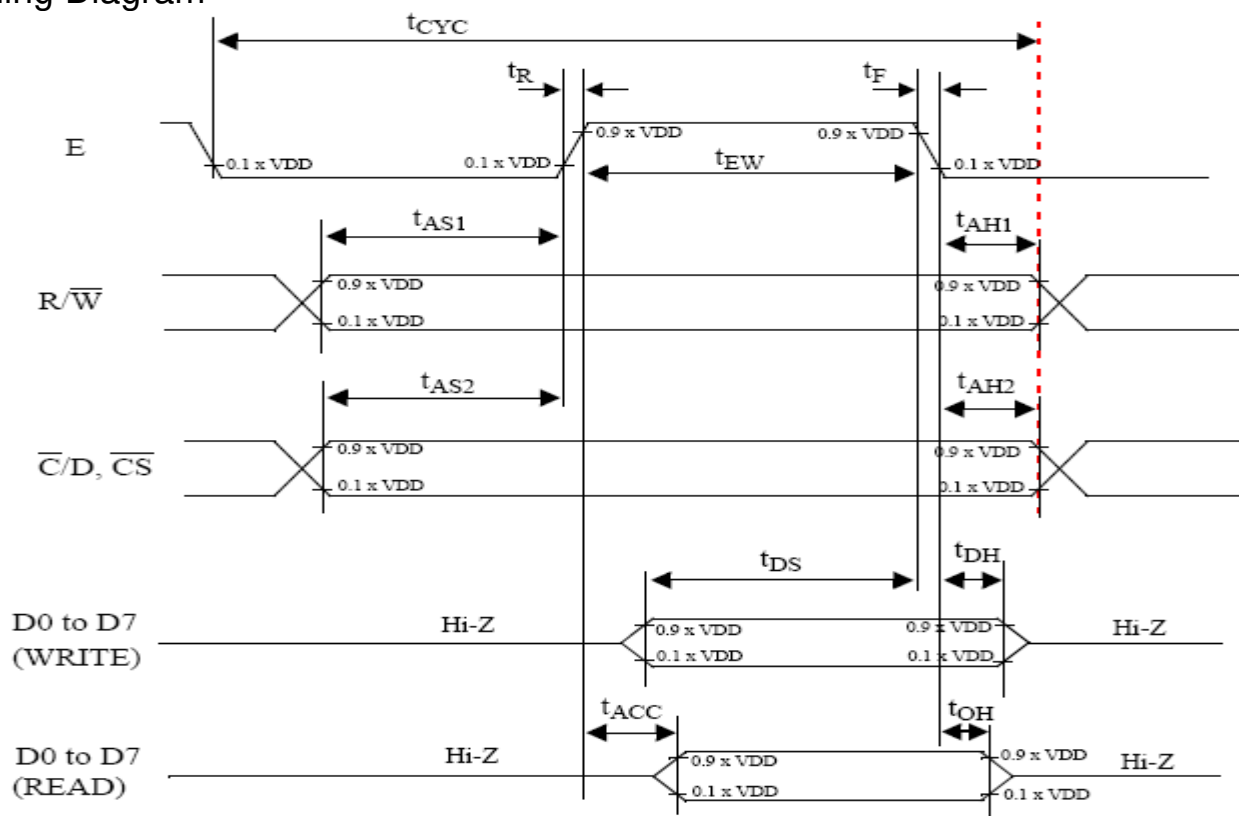 ing Diagram
tCYC
tR
tF
E
0.9 x VDD
0.9 x VDD
0.1 x VDD
0.1 x VDD
tEW
0.1 x VDD
tAS1
tAH1
R/W̅
0.9 x VDD
0.9 x VDD
0.1 x VDD
0.1 x VDD
tAS2
tAH2
C̅/D, C̅S̅
0.9 x VDD
0.9 x VDD
0.1 x VDD
0.1 x VDD
tDS
tDH
D0 to D7
(WRITE)
Hi-Z
0.9 x VDD
0.9 x VDD
Hi-Z
0.1 x VDD
0.1 x VDD
tACC
tOH
D0 to D7
(READ)
Hi-Z
0.9 x VDD
0.9 x VDD
Hi-Z
0.1 x VDD
0.1 x VDD